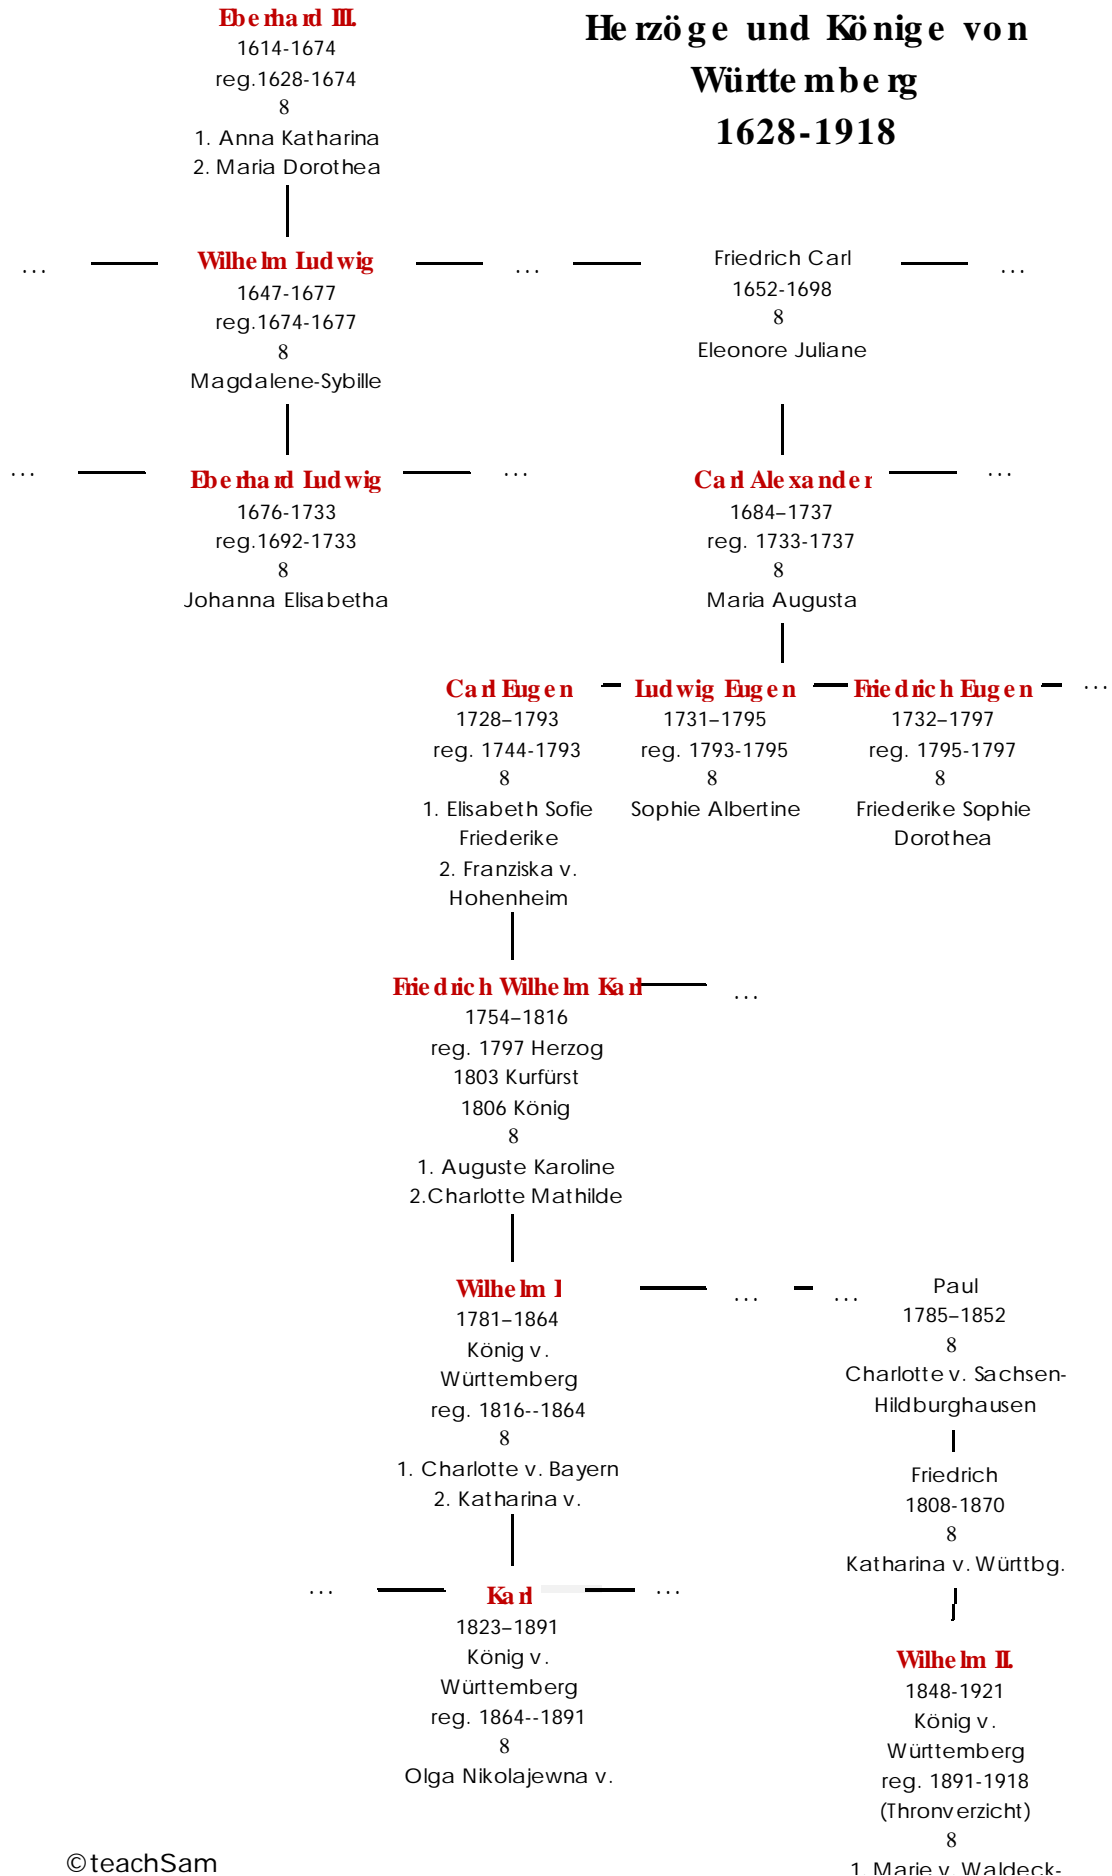 Eberhard III.
1614-1674
reg.1628-1674
8
1. Anna Katharina
2. Maria Dorothea
Herzöge und Könige von
Württemberg
1628-1918
... Wilhelm Ludwig ...
1647-1677
reg.1674-1677
8
Magdalene-Sybille
Friedrich Carl ...
1652-1698
8
Eleonore Juliane
... Eberhard Ludwig ...
1676-1733
reg.1692-1733
8
Johanna Elisabetha
Carl Alexander ...
1684–1737
reg. 1733-1737
8
Maria Augusta
Carl Eugen
1728–1793
reg. 1744-1793
8
1. Elisabeth Sofie
Friederike
2. Franziska v.
Hohenheim
Ludwig Eugen
1731–1795
reg. 1793-1795
8
Sophie Albertine
Friedrich Eugen ...
1732–1797
reg. 1795-1797
8
Friederike Sophie
Dorothea
Friedrich Wilhelm Karl ...
1754–1816
reg. 1797 Herzog
1803 Kurfürst
1806 König
8
1. Auguste Karoline
2.Charlotte Mathilde
Wilhelm I ... ...
1781–1864
König v.
Württemberg
reg. 1816--1864
8
1. Charlotte v. Bayern
2. Katharina v.
Paul
1785–1852
8
Charlotte v. Sachsen-
Hildburghausen
Friedrich
1808-1870
8
Katharina v. Württbg.
... Karl ...
1823–1891
König v.
Württemberg
reg. 1864--1891
8
Olga Nikolajewna v.
Wilhelm II.
1848-1921
König v.
Württemberg
reg. 1891-1918
(Thronverzicht)
8
1. Marie v. Waldeck-
©teachSam